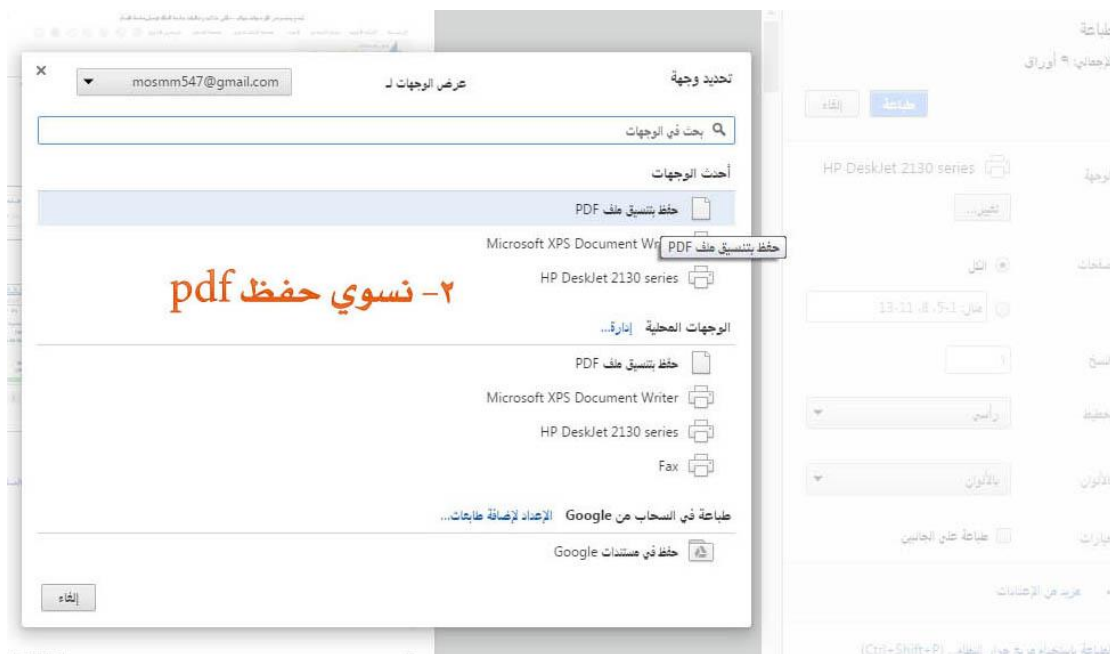 طباعة
الإجمالي: ٩ أوراق
طباعة
إلغاء
HP DeskJet 2130 series
تغيير...
الكل
مثال: 1-5، 8، 11-13
١
رأسي
بالألوان
الألوان
طباعة على الجانبين
مزيد من الإعدادات
(Ctrl+Shift+P)
تحديد وجهة
عرض الوجهات لـ
mosmm547@gmail.com
بحث في الوجهات
أحدث الوجهات
حفظ بتنسيق ملف PDF
Microsoft XPS Document
حفظ بتنسيق ملف PDF
HP DeskJet 2130 series
٢- نسوي حفظ pdf
الوجهات المحلية إدارة...
حفظ بتنسيق ملف PDF
Microsoft XPS Document Writer
HP DeskJet 2130 series
Fax
طباعة في السحاب من Google الإعداد لإضافة طابعات...
حفظ في مستندات Google
إلغاء